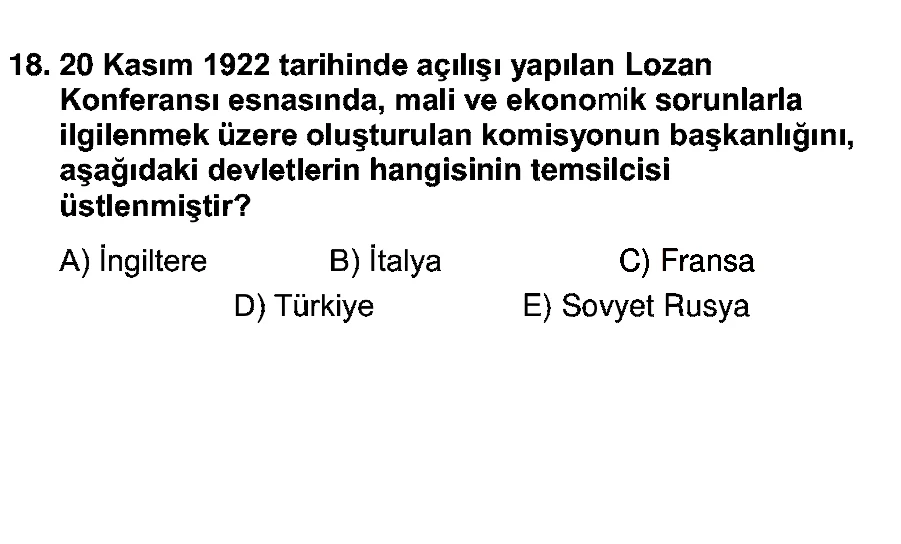 18. 20 Kasım 1922 tarihinde açılışı yapılan Lozan
Konferansı esnasında, mali ve ekonomik sorunlarla
ilgilenmek üzere oluşturulan komisyonun başkanlığını,
aşağıdaki devletlerin hangisinin temsilcisi
üstlenmiştir?
A) İngiltere B) İtalya C) Fransa
D) Türkiye E) Sovyet Rusya